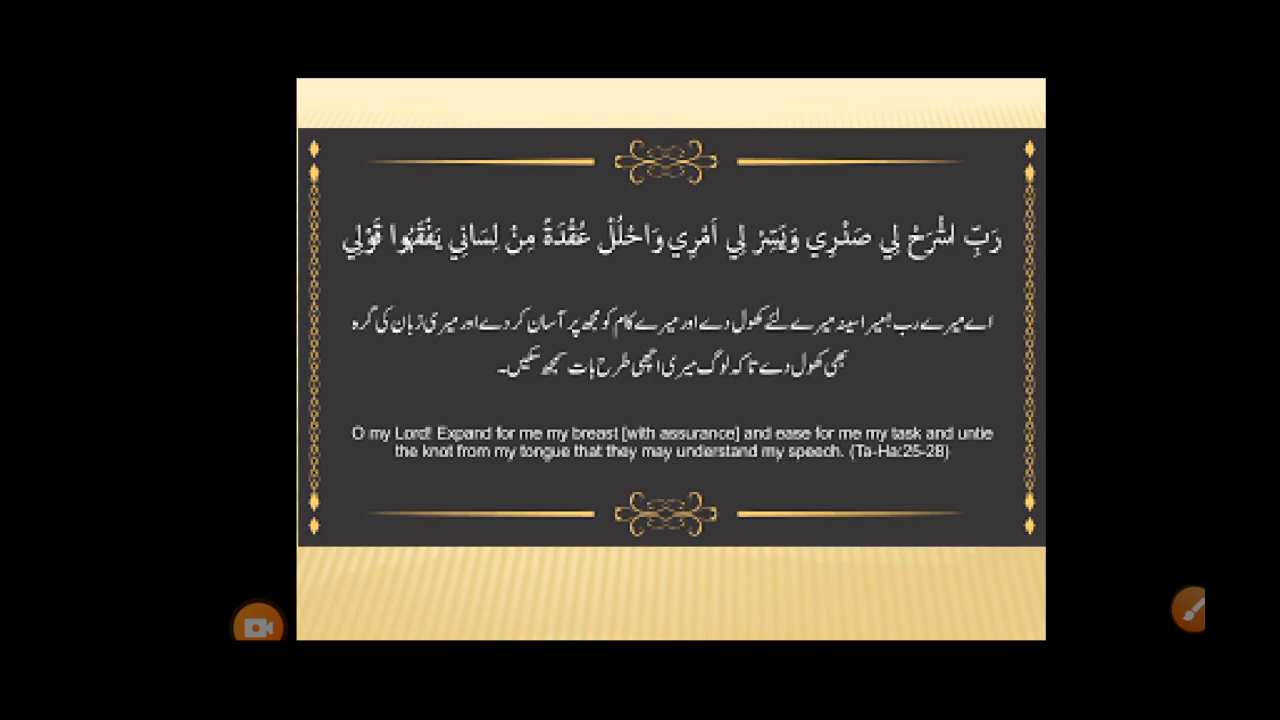 رَبِّ اشْرَحْ لِي صَدْرِي وَيَسِّرْ لِي أَمْرِي وَاحْلُلْ عُقْدَةً مِنْ لِسَانِي يَفْقَهُوا قَوْلِي
اے میرے رب !میرا سینہ میرے لئے کھول دے اور میرے کام کو مجھ پر آسان کر دے اور میری زبان کی گرہ
بھی کھول دے تاکہ لوگ میری اچھی طرح بات سمجھ سکیں۔
O my Lord! Expand for me my breast [with assurance] and ease for me my task and untie
the knot from my tongue that they may understand my speech. (Ta-Ha:25-28)